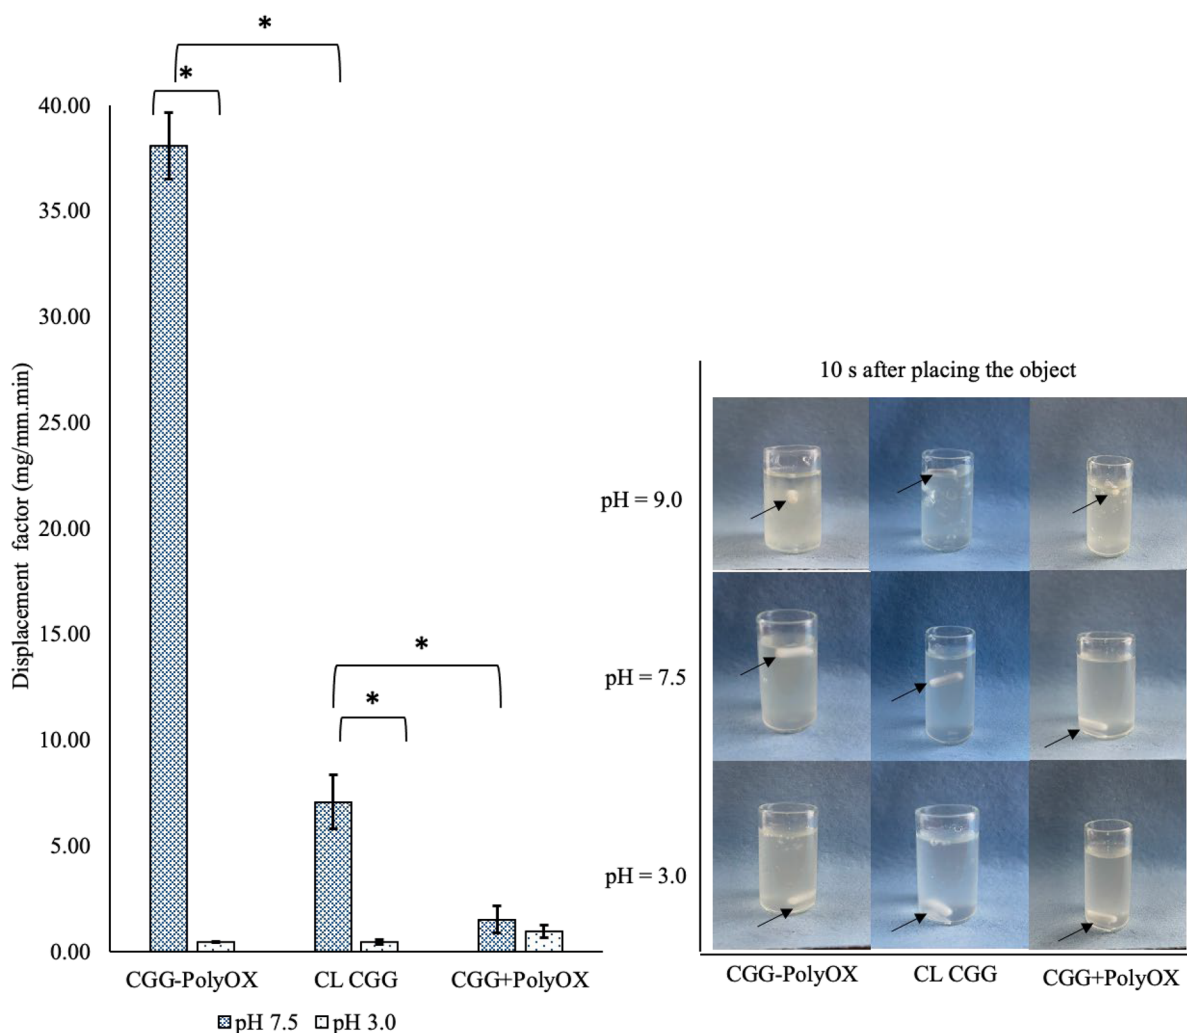 *
*
40.00
35.00
30.00
25.00
20.00
15.00
10.00
5.00
0.00
Displacement factor (mg/mm.min)
*
*
CGG-PolyOX CL CGG CGG+PolyOX
pH 7.5 pH 3.0
10 s after placing the object
pH = 9.0
pH = 7.5
pH = 3.0
CGG-PolyOX CL CGG CGG+PolyOX